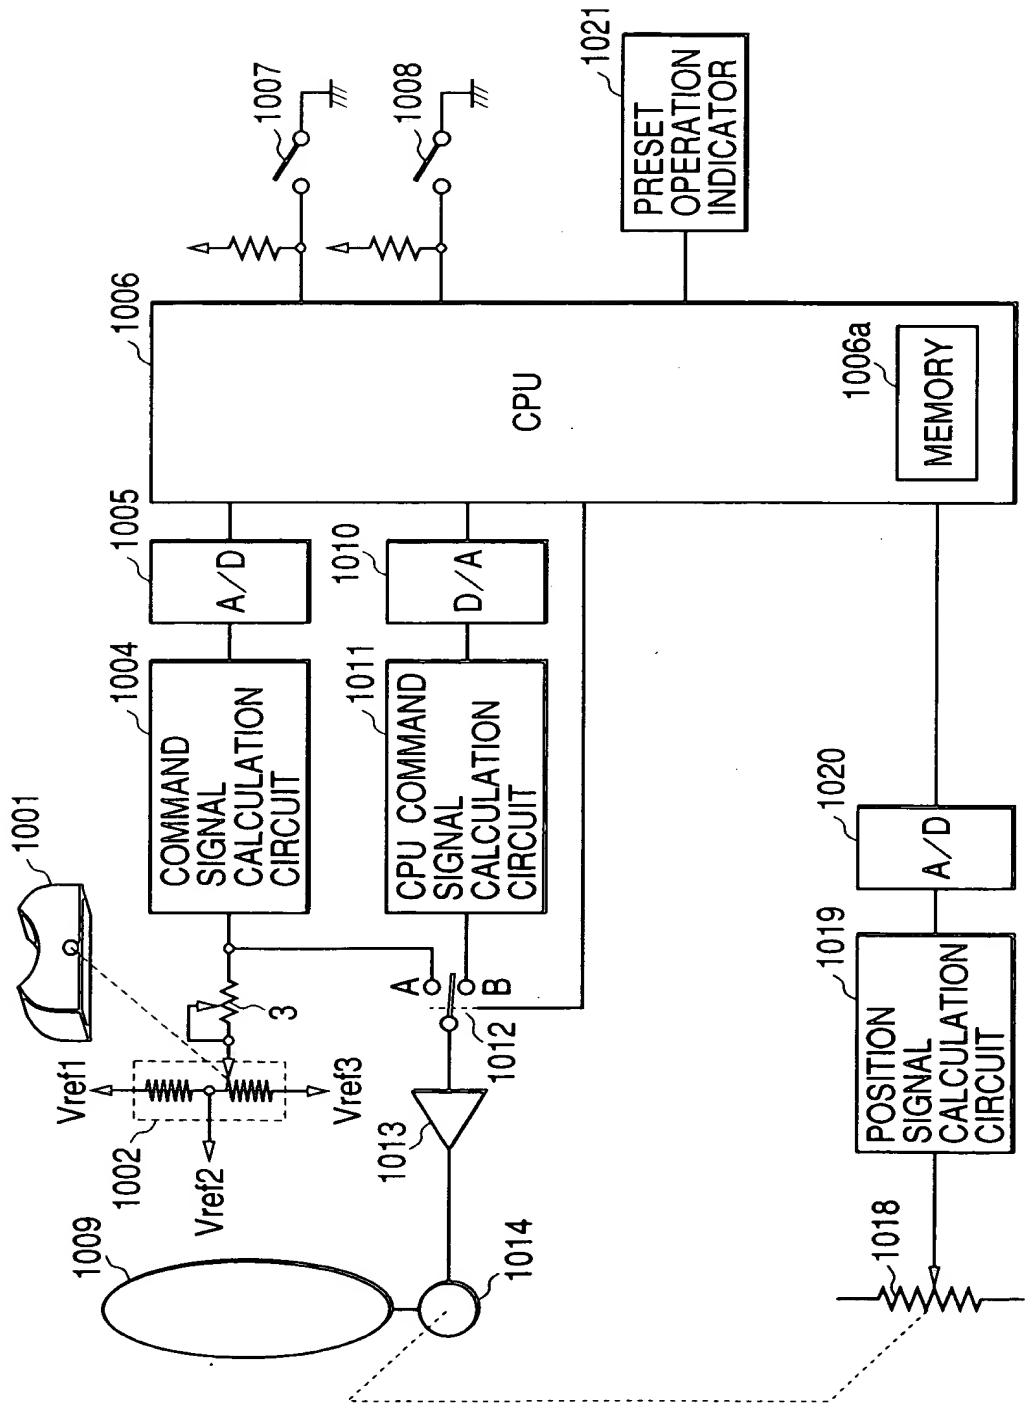 1001
Vref1
1002
Vref2
Vref3
3
1004
COMMAND
SIGNAL
CALCULATION
CIRCUIT
1005
A/D
1006
CPU
1006a
MEMORY
1007
1008
1009
1010
D/A
1011
CPU COMMAND
SIGNAL
CALCULATION
CIRCUIT
A
B
1012
1013
1014
1018
1019
POSITION
SIGNAL
CALCULATION
CIRCUIT
1020
A/D
1021
PRESET
OPERATION
INDICATOR